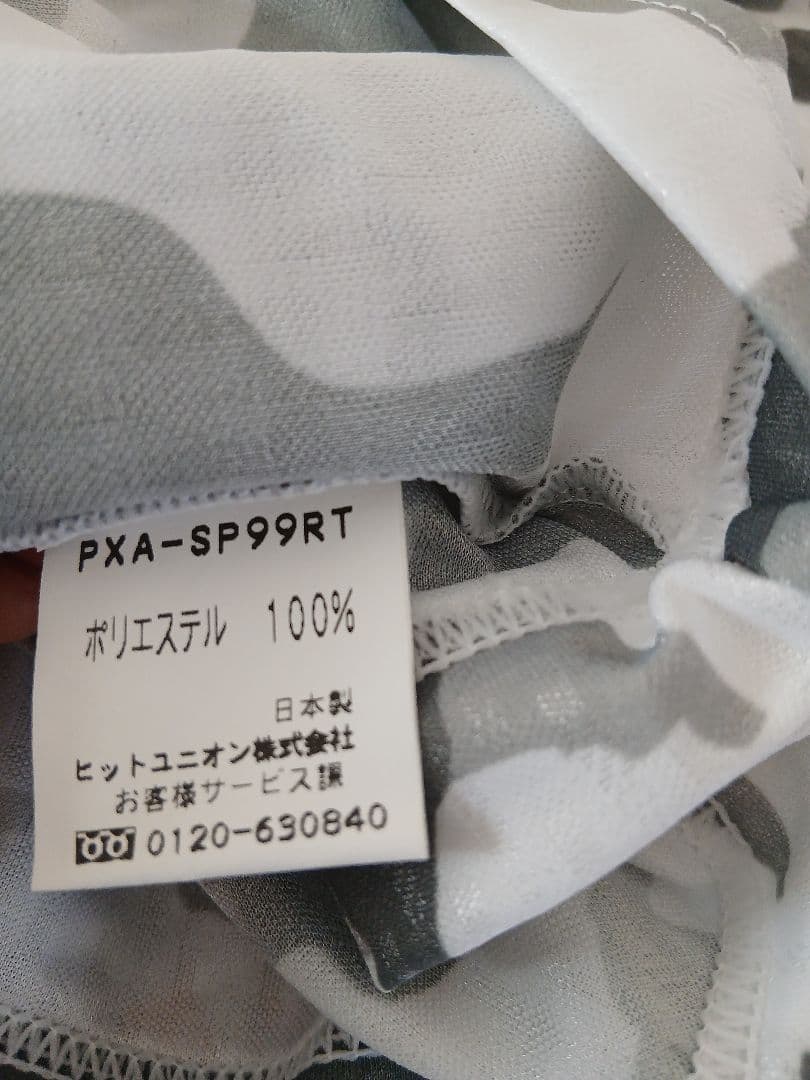 PXA-SP99RT
ポリエステル 100%
日本製
ヒットユニオン株式会社
お客様サービス課
0120-630840